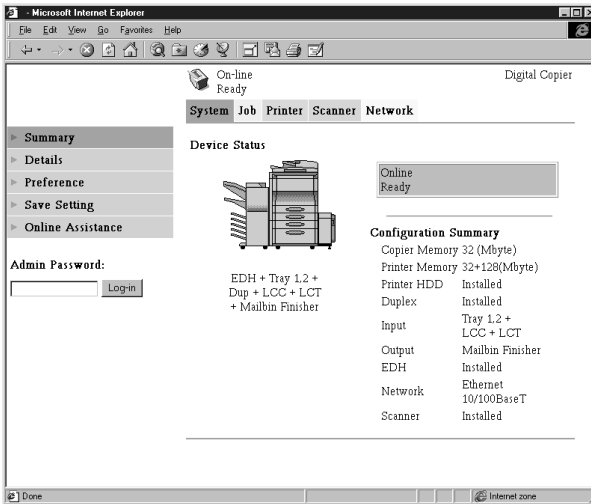 - Microsoft Internet Explorer
File Edit View Go Favorites Help
On-line
Ready
Digital Copier
System Job Printer Scanner Network
Summary
Details
Preference
Save Setting
Online Assistance
Admin Password:
Log-in
Device Status
EDH + Tray 1,2 +
Dup + LCC + LCT
+ Mailbin Finisher
Online
Ready
Configuration Summary
Copier Memory 32 (Mbyte)
Printer Memory 32+128(Mbyte)
Printer HDD Installed
Duplex Installed
Input Tray 1,2 +
LCC + LCT
Output Mailbin Finisher
EDH Installed
Network Ethernet
10/100BaseT
Scanner Installed
Done
Internet zone